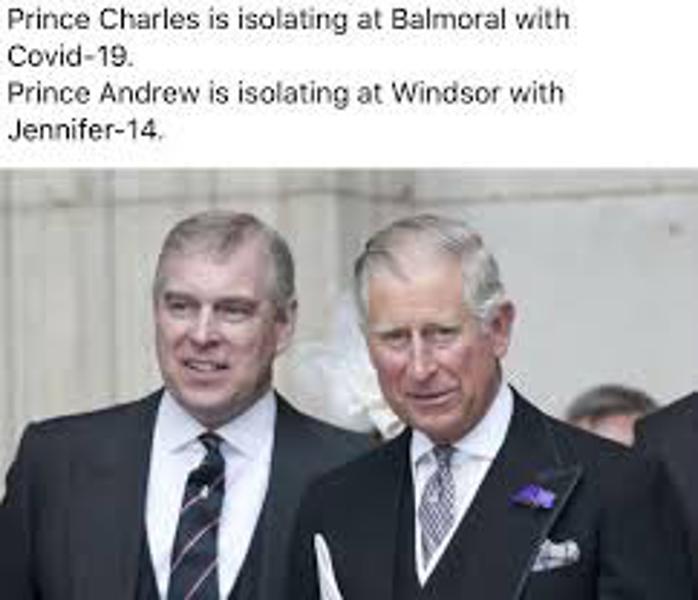 Prince Charles is isolating at Balmoral with
Covid-19.
Prince Andrew is isolating at Windsor with
Jennifer-14.